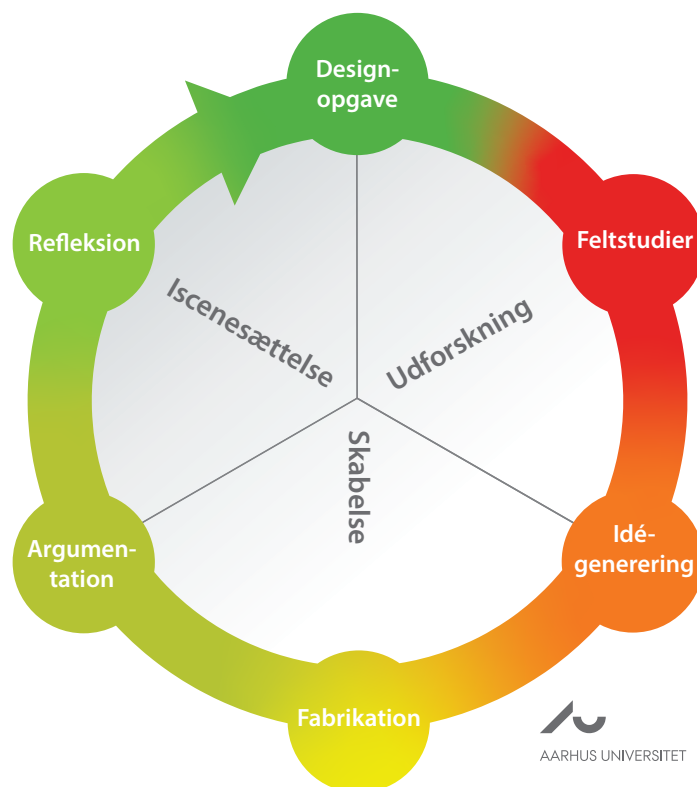 Design-
opgave
Feltstudier
Idé-
generering
Fabrikation
Argumen-
tation
Refleksion
Iscenesættelse
Udforskning
Skabelse
AARHUS UNIVERSITET